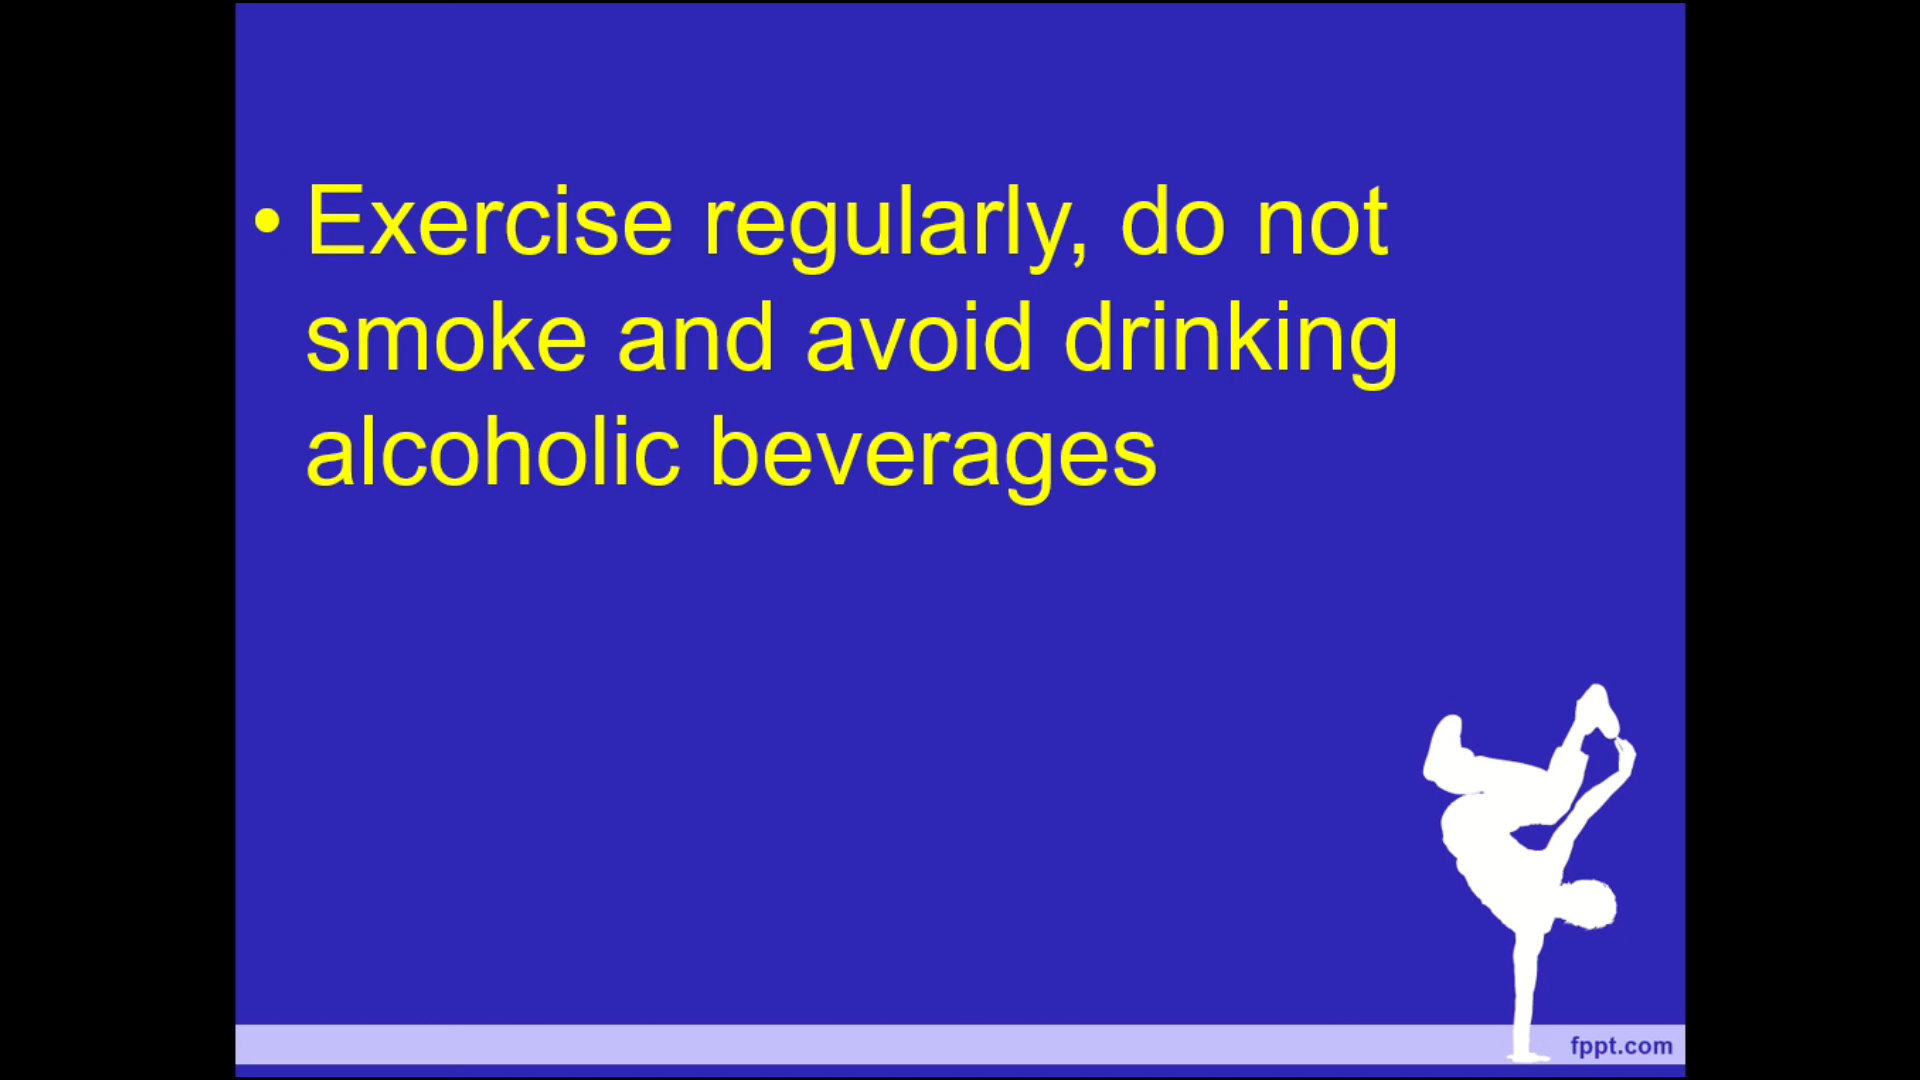 • Exercise regularly, do not
smoke and avoid drinking
alcoholic beverages
fppt.com